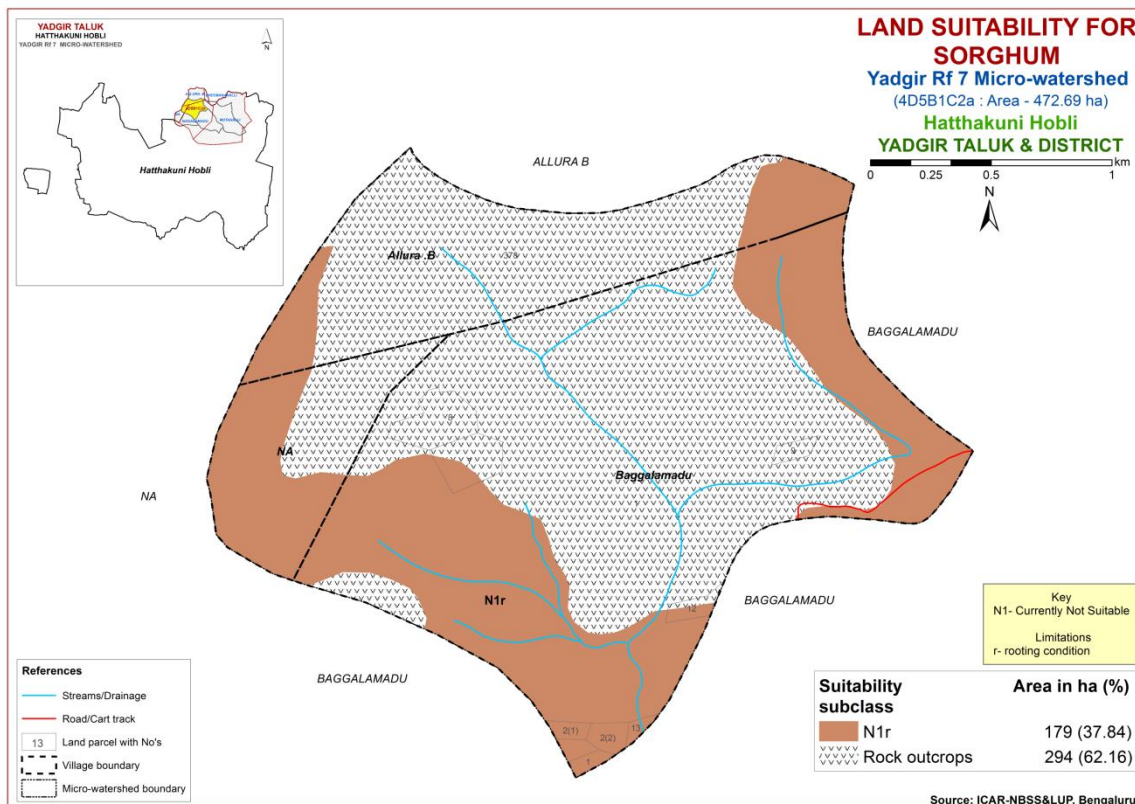 YADGIR TALUK
HATTHAKUNI HOBLI
YADGIR Rf 7 MICRO-WATERSHED
N
Hatthakuni Hobli
LAND SUITABILITY FOR
SORGHUM
Yadgir Rf 7 Micro-watershed
(4D5B1C2a : Area - 472.69 ha)
Hatthakuni Hobli
YADGIR TALUK & DISTRICT
km
0 0.25 0.5 1
N
ALLURA B
Allura .B
378
BAGGALAMADU
8
7
9
NA
NA
Baggalamadu
N1r
12
BAGGALAMADU
BAGGALAMADU
2(1)
2(2)
13
1
Key
N1- Currently Not Suitable
Limitations
r- rooting condition
References
Streams/Drainage
Road/Cart track
13 Land parcel with No's
Village boundary
Micro-watershed boundary
Suitability Area in ha (%)
subclass
N1r 179 (37.84)
Rock outcrops 294 (62.16)
Source: ICAR-NBSS&LUP, Bengaluru